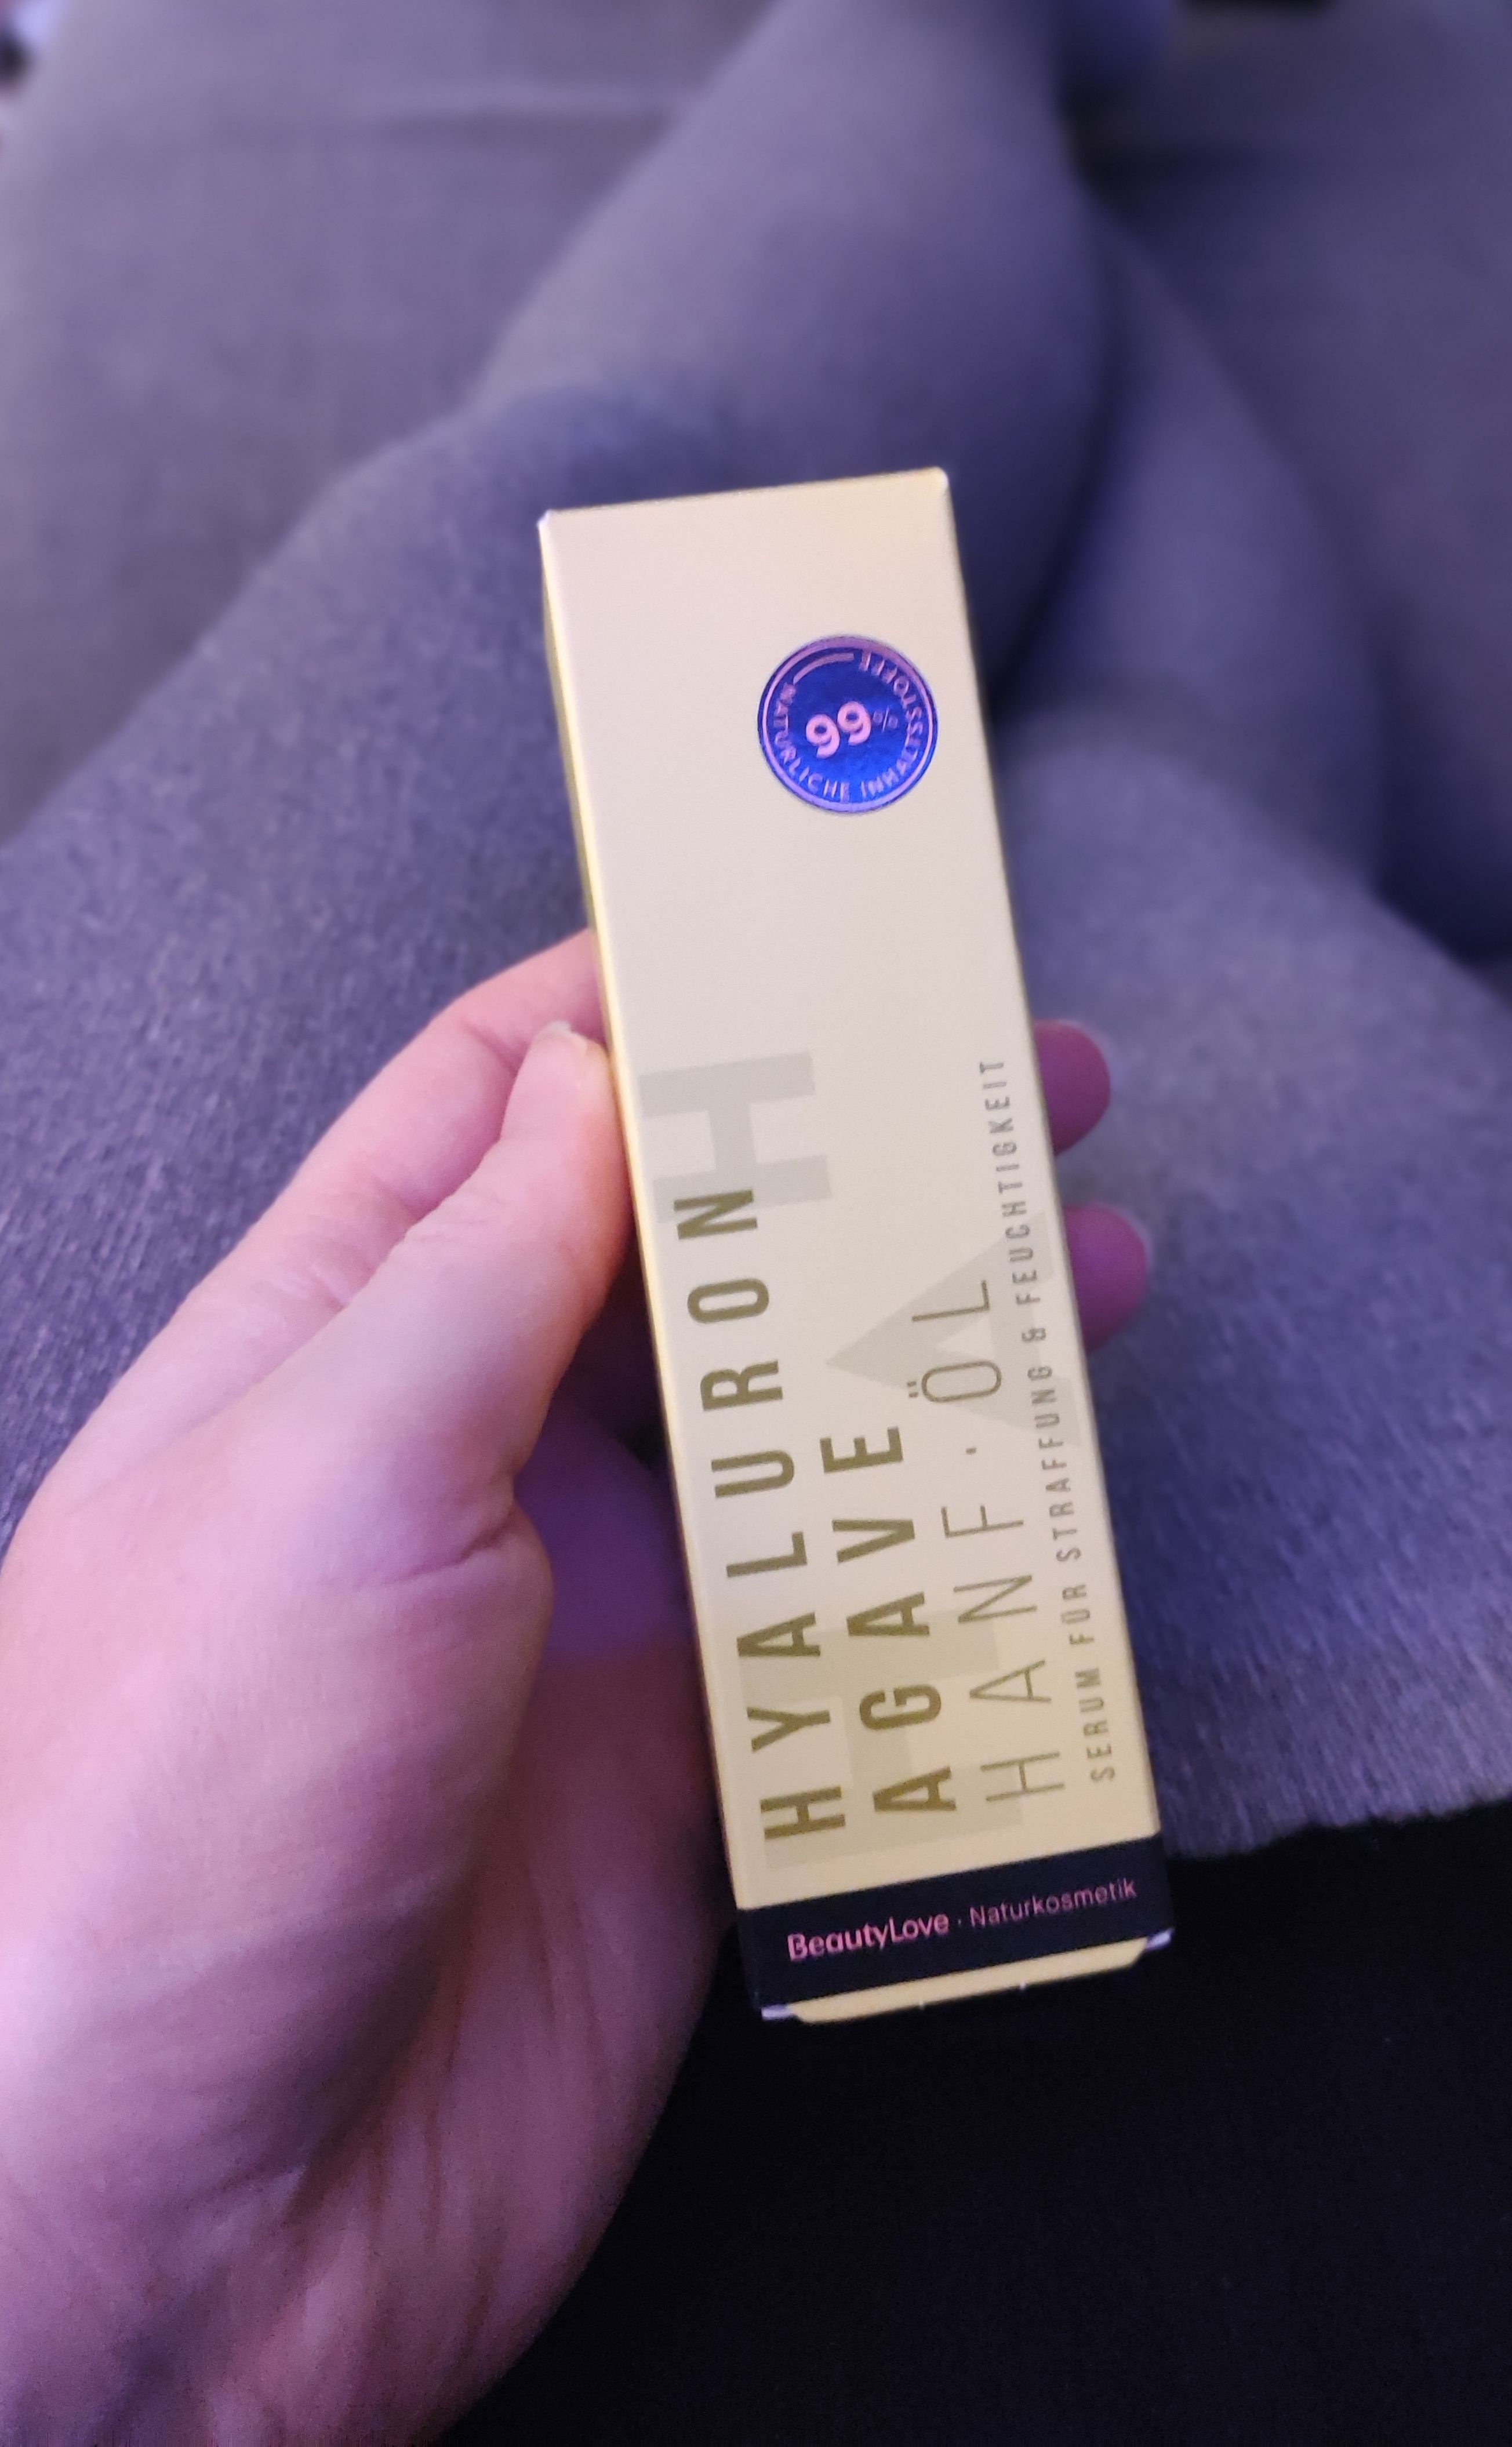 99%
NATÜRLICHE INHALTSSTOFFE
H
A
H
HYALURON
AGAVE
HANF·ÖL
SERUM FÜR STRAFFUNG & FEUCHTIGKEIT
BeautyLove · Naturkosmetik